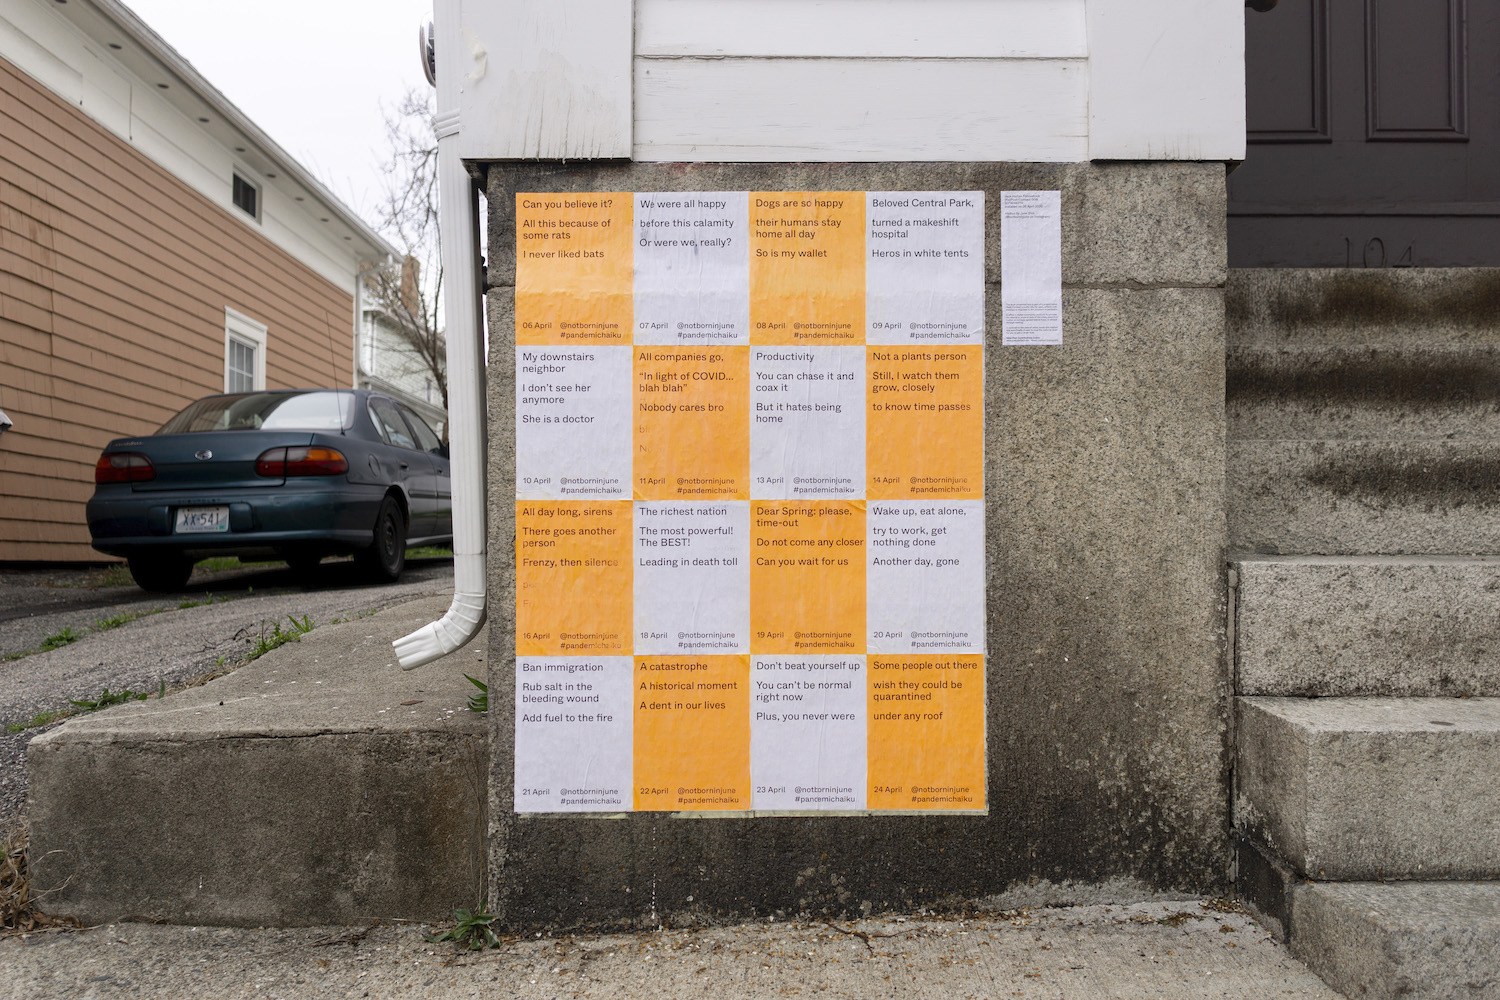 Can you believe it?
All this because of
some rats
I never liked bats
06 April @notborninjune
#pandemichaiku
We were all happy
before this calamity
Or were we, really?
07 April @notborninjune
#pandemichaiku
Dogs are so happy
their humans stay
home all day
So is my wallet
08 April @notborninjune
#pandemichaiku
Beloved Central Park,
turned a makeshift
hospital
Heros in white tents
09 April @notborninjune
#pandemichaiku
My downstairs
neighbor
I don't see her
anymore
She is a doctor
10 April @notborninjune
#pandemichaiku
All companies go,
“In light of COVID...
blah blah”
Nobody cares bro
11 April @notborninjune
#pandemichaiku
Productivity
You can chase it and
coax it
But it hates being
home
13 April @notborninjune
#pandemichaiku
Not a plants person
Still, I watch them
grow, closely
to know time passes
14 April @notborninjune
#pandemichaiku
All day long, sirens
There goes another
person
Frenzy, then silence
16 April @notborninjune
#pandemichaiku
The richest nation
The most powerful!
The BEST!
Leading in death toll
18 April @notborninjune
#pandemichaiku
Dear Spring: please,
time-out
Do not come any closer
Can you wait for us
19 April @notborninjune
#pandemichaiku
Wake up, eat alone,
try to work, get
nothing done
Another day, gone
20 April @notborninjune
#pandemichaiku
Ban immigration
Rub salt in the
bleeding wound
Add fuel to the fire
21 April @notborninjune
#pandemichaiku
A catastrophe
A historical moment
A dent in our lives
22 April @notborninjune
#pandemichaiku
Don't beat yourself up
You can't be normal
right now
Plus, you never were
23 April @notborninjune
#pandemichaiku
Some people out there
wish they could be
quarantined
under any roof
24 April @notborninjune
#pandemichaiku
104
XX·541